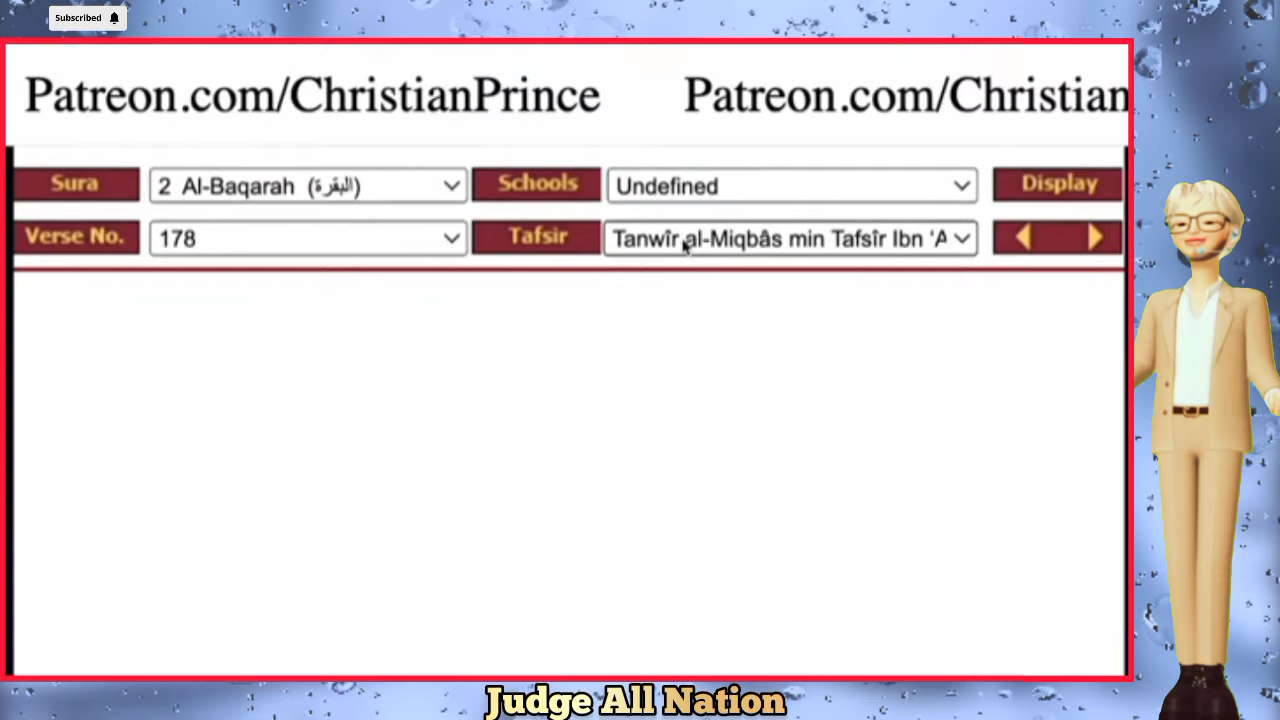 Subscribed
Patreon.com/ChristianPrince Patreon.com/Christian
Sura 2 Al-Baqarah (البقرة) Schools Undefined Display
Verse No. 178 Tafsir Tanwîr al-Miqbâs min Tafsîr Ibn ‘A
Judge All Nation